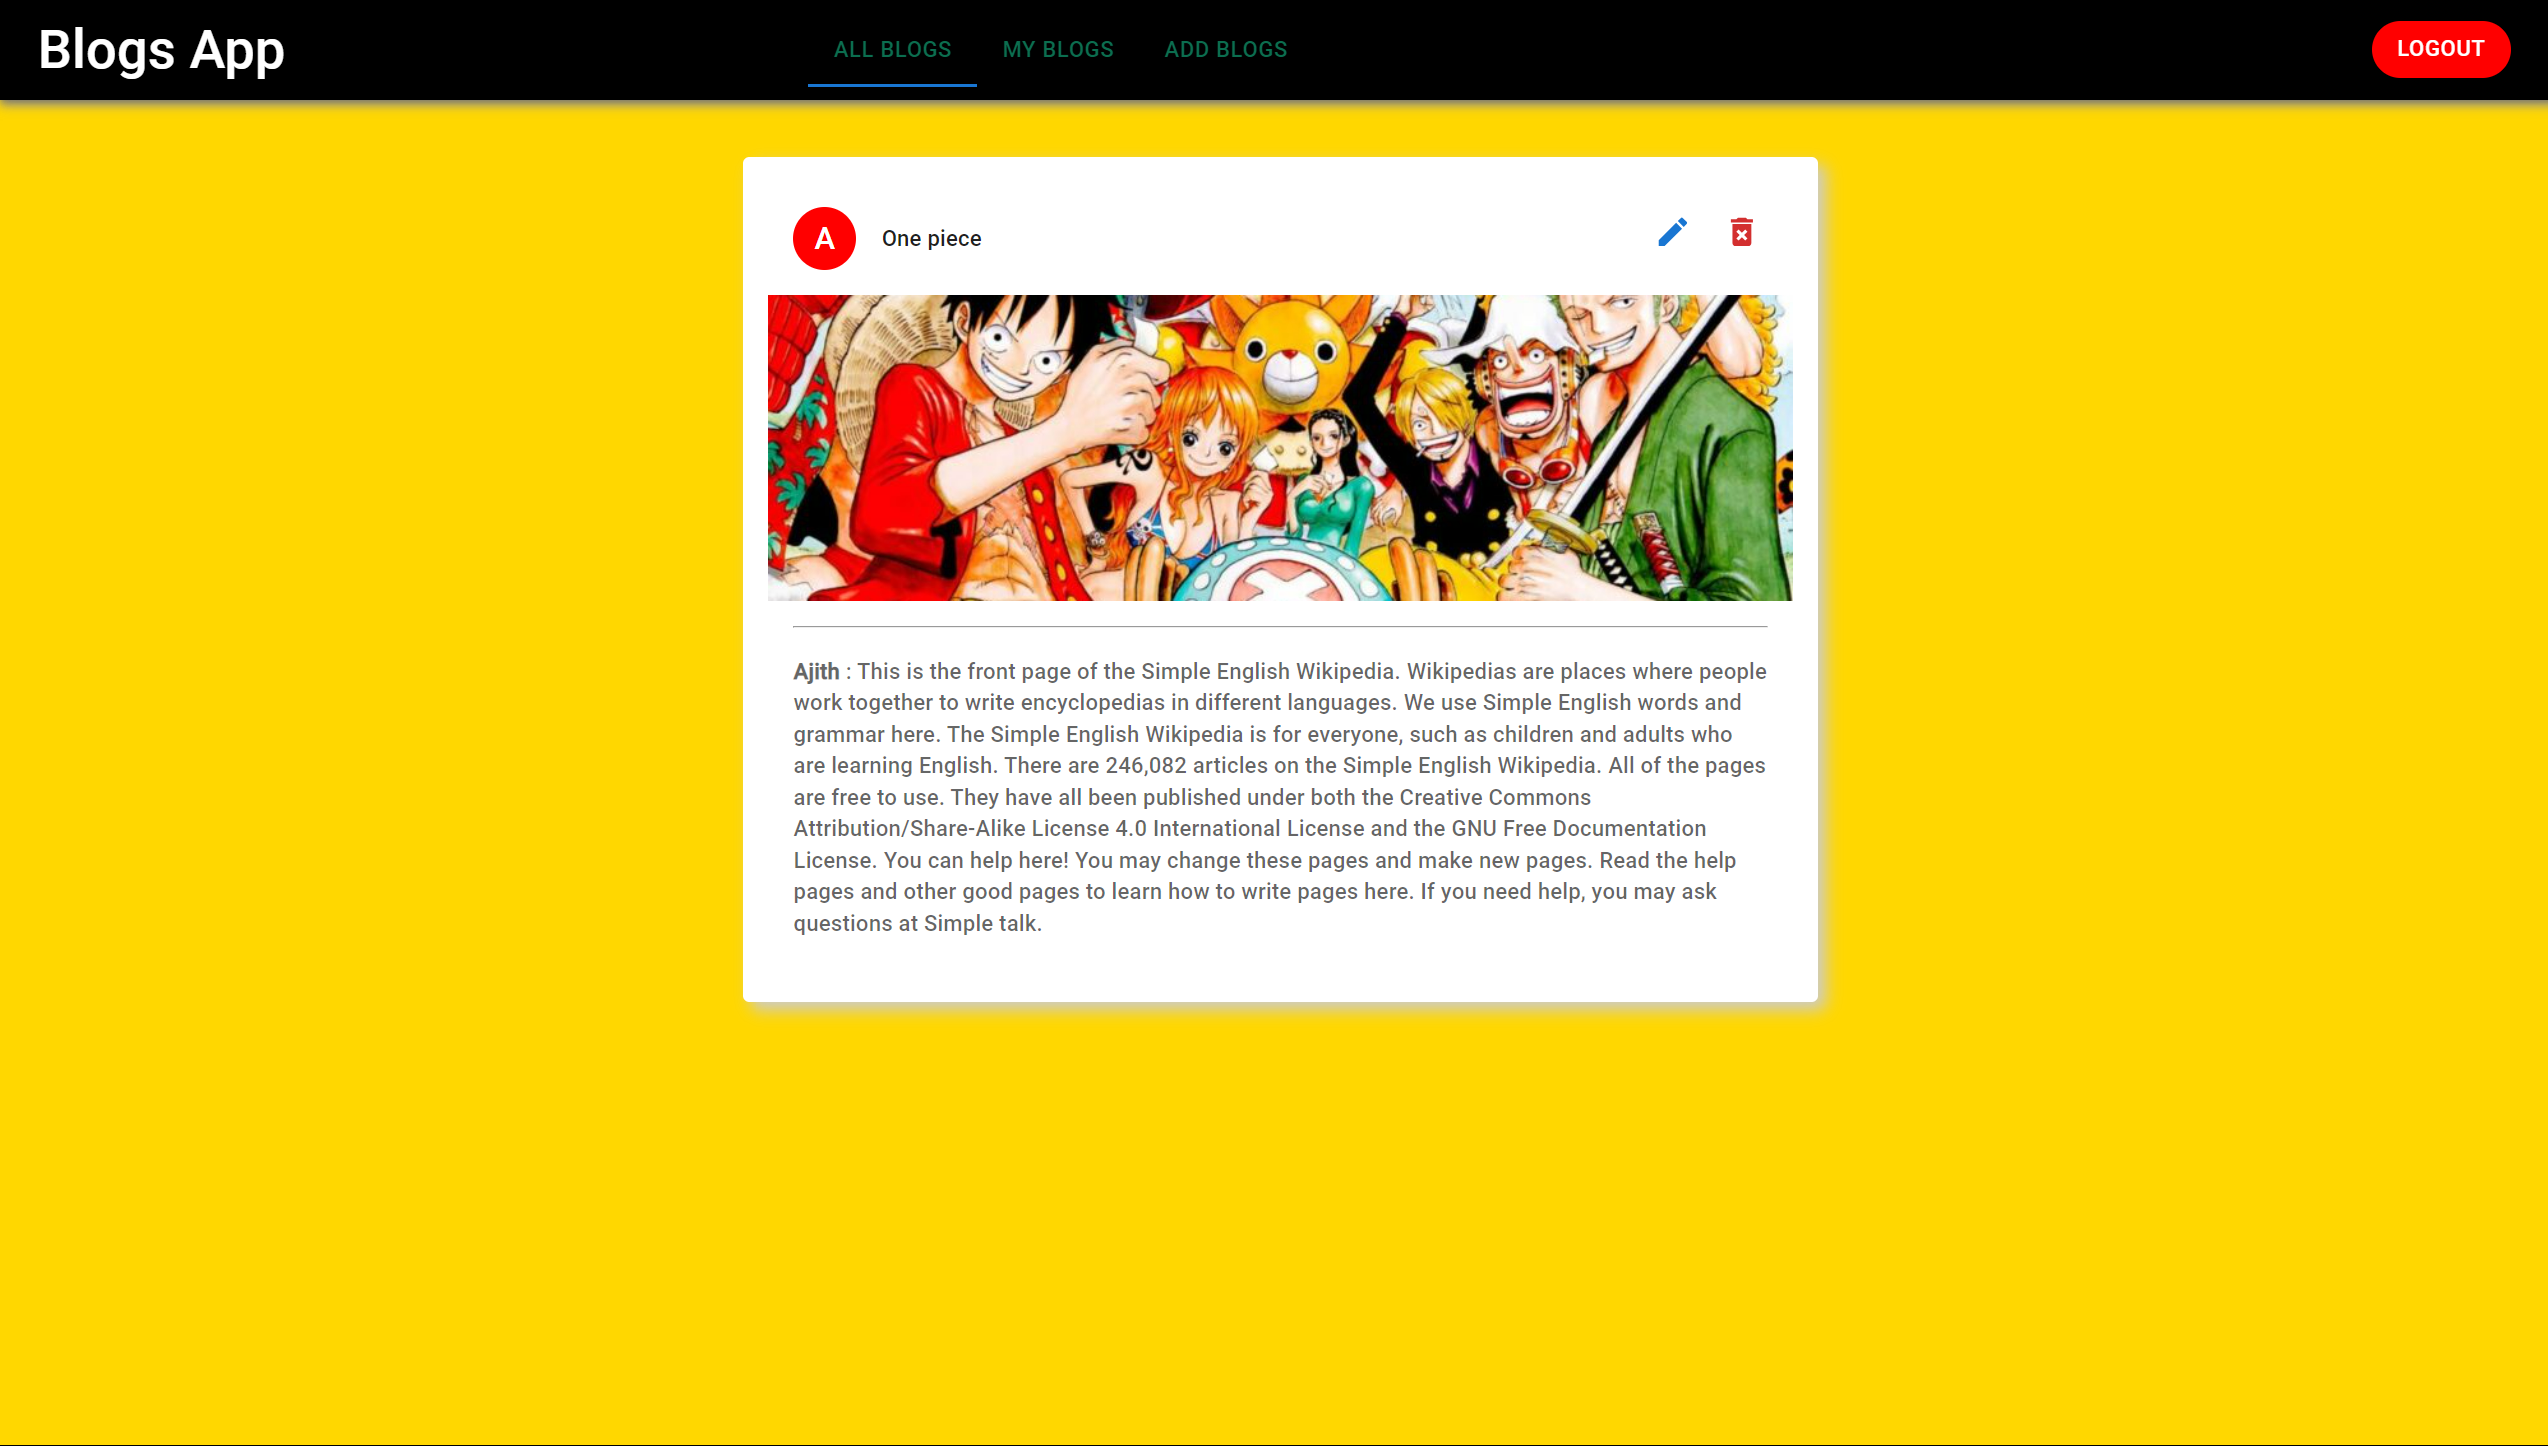 Blogs App
ALL BLOGS
MY BLOGS
ADD BLOGS
LOGOUT
A
One piece
Ajith : This is the front page of the Simple English Wikipedia. Wikipedias are places where people
work together to write encyclopedias in different languages. We use Simple English words and
grammar here. The Simple English Wikipedia is for everyone, such as children and adults who
are learning English. There are 246,082 articles on the Simple English Wikipedia. All of the pages
are free to use. They have all been published under both the Creative Commons
Attribution/Share-Alike License 4.0 International License and the GNU Free Documentation
License. You can help here! You may change these pages and make new pages. Read the help
pages and other good pages to learn how to write pages here. If you need help, you may ask
questions at Simple talk.